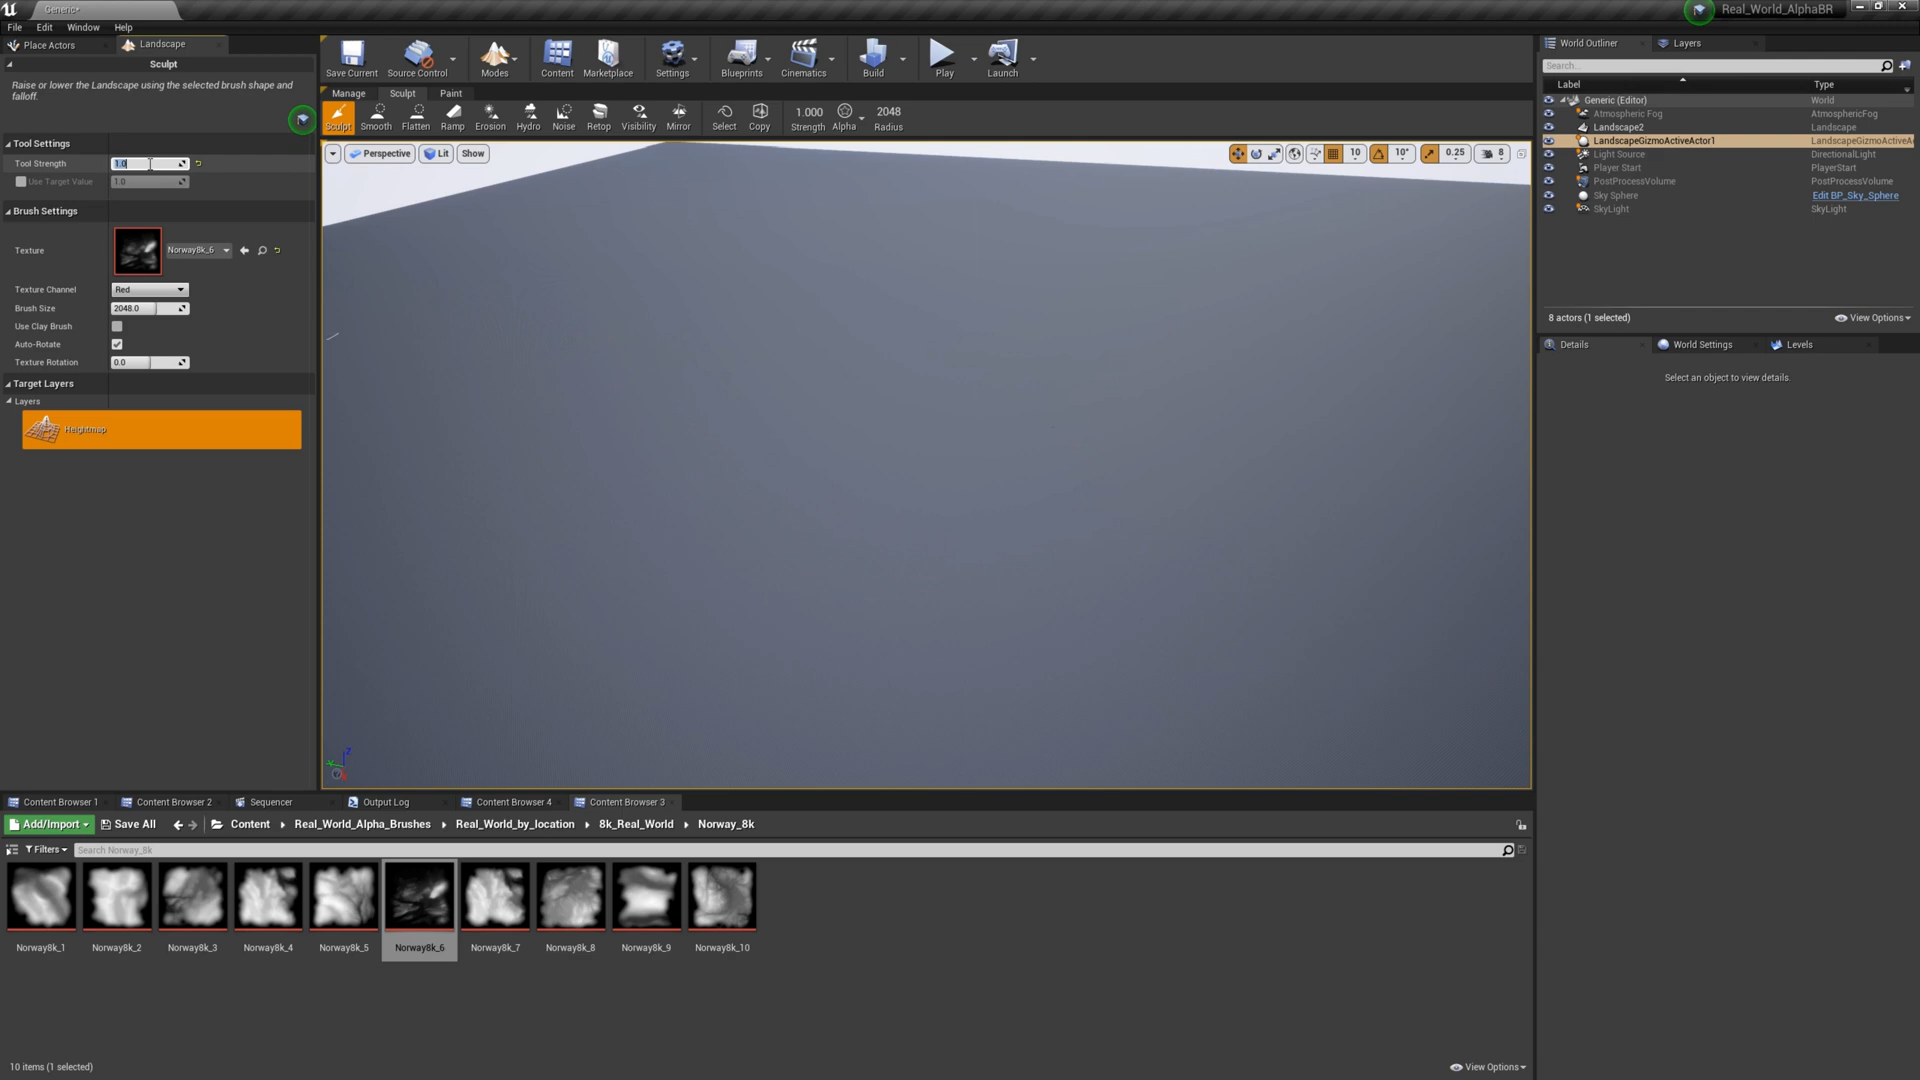 Generic*
Real_World_AlphaBR
File Edit Window Help
Place Actors
Landscape
Sculpt
Raise or lower the Landscape using the selected brush shape and
falloff.
Tool Settings
Tool Strength 1.0
Use Target Value 1.0
Brush Settings
Texture Norway8k_6
Texture Channel Red
Brush Size 2048.0
Use Clay Brush
Auto-Rotate
Texture Rotation 0.0
Target Layers
Layers
Heightmap
Save Current Source Control Modes Content Marketplace Settings Blueprints Cinematics Build Play Launch
Manage Sculpt Paint
Sculpt Smooth Flatten Ramp Erosion Hydro Noise Retop Visibility Mirror Select Copy
1.000 Strength Alpha 2048 Radius
Perspective Lit Show
10 10° 0.25 8
World Outliner Layers
Search...
Label Type
Generic (Editor) World
Atmospheric Fog AtmosphericFog
Landscape2 Landscape
LandscapeGizmoActiveActor1 LandscapeGizmoActiveA
Light Source DirectionalLight
Player Start PlayerStart
PostProcessVolume PostProcessVolume
Sky Sphere Edit BP_Sky_Sphere
SkyLight SkyLight
8 actors (1 selected) View Options
Details World Settings Levels
Select an object to view details.
Content Browser 1 Content Browser 2 Sequencer Output Log Content Browser 4 Content Browser 3
Add/Import Save All Content Real_World_Alpha_Brushes Real_World_by_location 8k_Real_World Norway_8k
Filters Search Norway_8k
Norway8k_1 Norway8k_2 Norway8k_3 Norway8k_4 Norway8k_5 Norway8k_6 Norway8k_7 Norway8k_8 Norway8k_9 Norway8k_10
10 items (1 selected) View Options